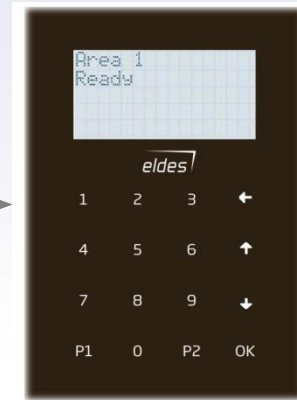 Area 1
Ready
eldes
1 2 3 ←
4 5 6 ↑
7 8 9 ↓
P1 0 P2 OK